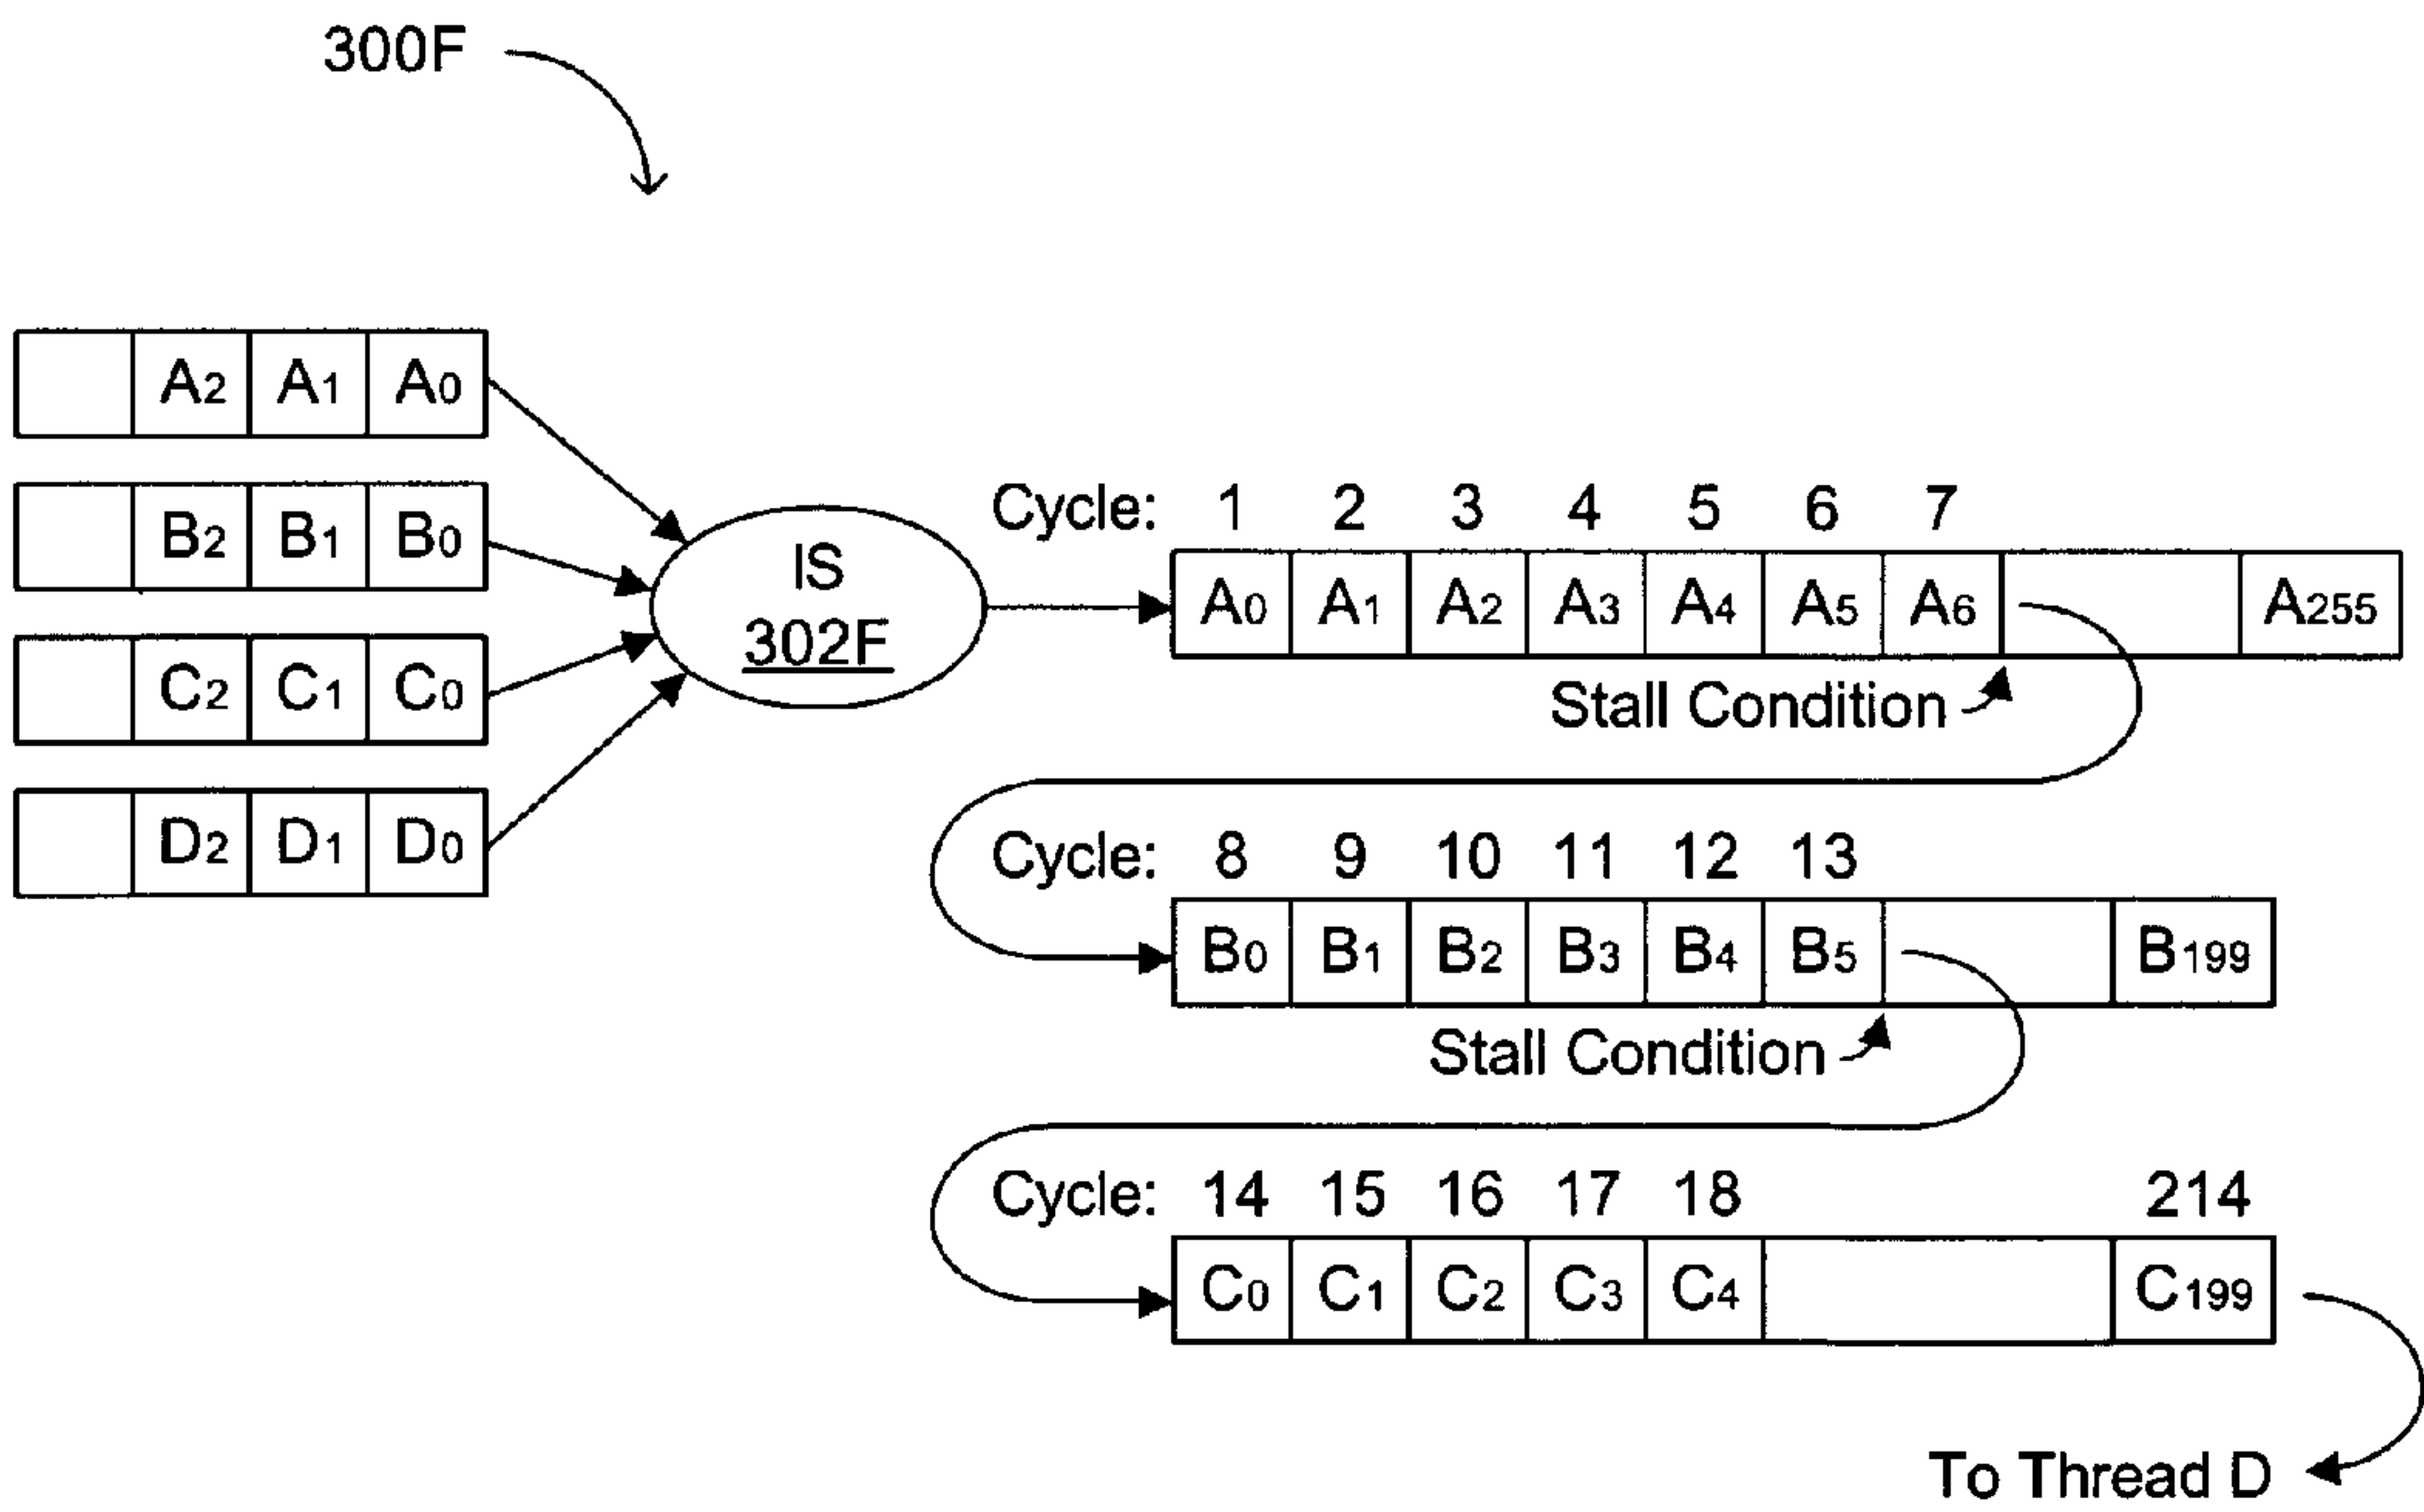 300F
A2 A1 A0
B2 B1 B0
C2 C1 C0
D2 D1 D0
IS
302F
Cycle: 1 2 3 4 5 6 7
A0 A1 A2 A3 A4 A5 A6 A255
Stall Condition
Cycle: 8 9 10 11 12 13
B0 B1 B2 B3 B4 B5 B199
Stall Condition
Cycle: 14 15 16 17 18 214
C0 C1 C2 C3 C4 C199
To Thread D